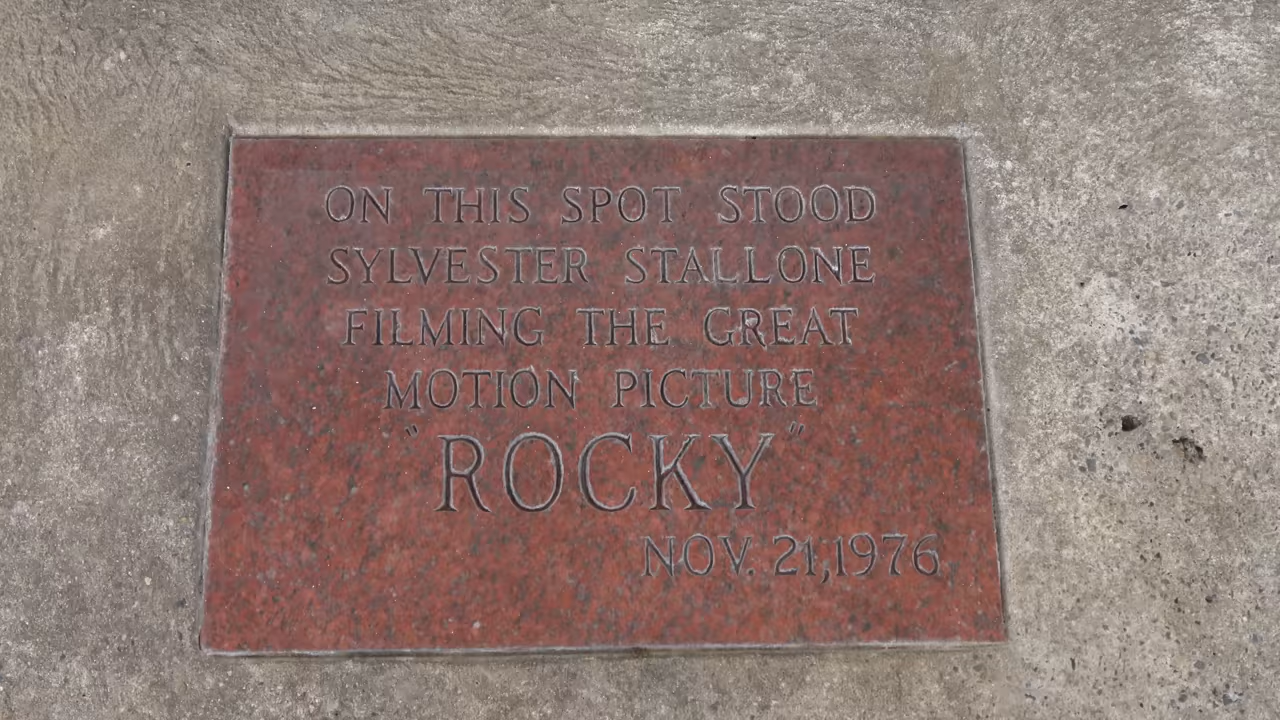 ON THIS SPOT STOOD
SYLVESTER STALLONE
FILMING THE GREAT
MOTION PICTURE
"ROCKY"
NOV. 21,1976